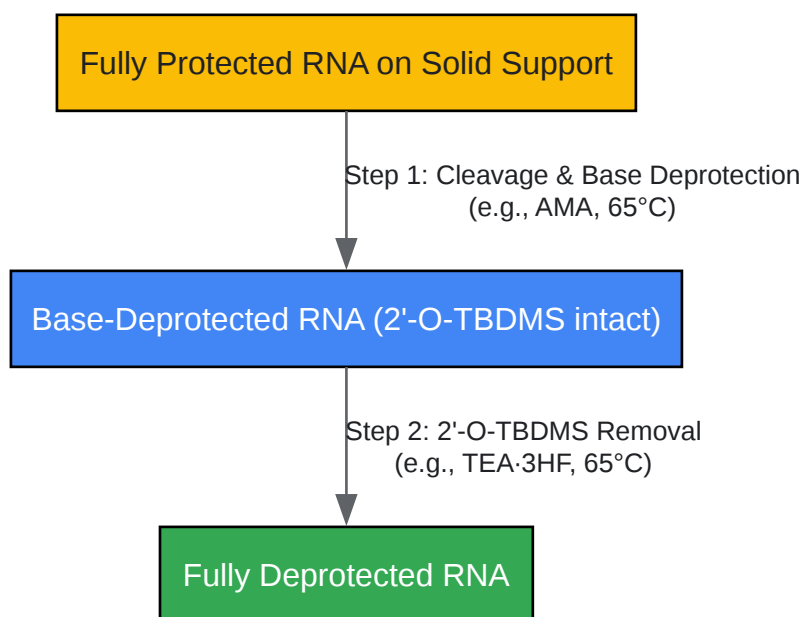 Fully Protected RNA on Solid Support
Step 1: Cleavage & Base Deprotection
(e.g., AMA, 65°C)
Base-Deprotected RNA (2'-O-TBDMS intact)
Step 2: 2'-O-TBDMS Removal
(e.g., TEA·3HF, 65°C)
Fully Deprotected RNA